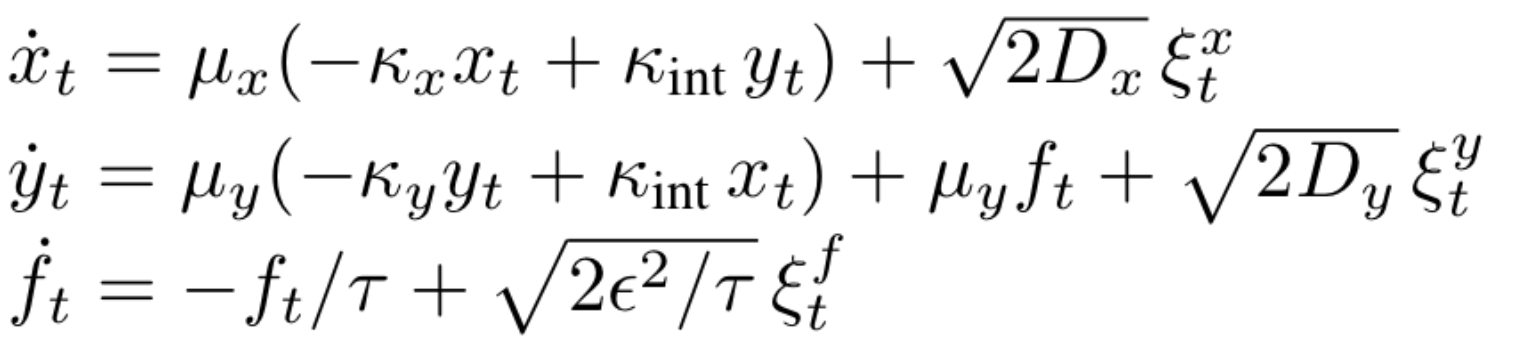 ẋ_t = μ_x(−κ_x x_t + κ_int y_t) + √(2D_x) ξ_t^x
ẏ_t = μ_y(−κ_y y_t + κ_int x_t) + μ_y f_t + √(2D_y) ξ_t^y
ḟ_t = −f_t/τ + √(2ϵ²/τ) ξ_t^f